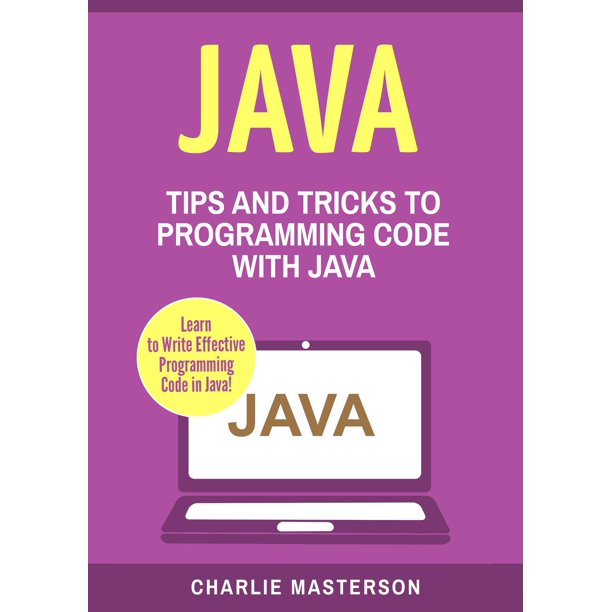 JAVA
TIPS AND TRICKS TO
PROGRAMMING CODE
WITH JAVA
Learn
to Write Effective
Programming
Code in Java!
JAVA
CHARLIE MASTERSON